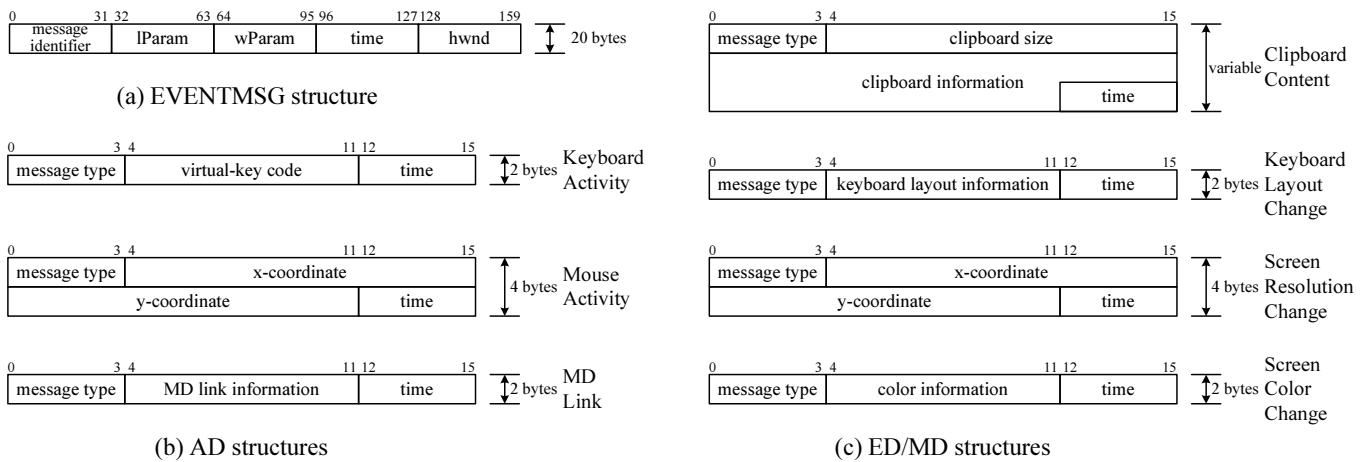 0 31 32 63 64 95 96 127 128 159
message identifier lParam wParam time hwnd
20 bytes
(a) EVENTMSG structure
0 3 4 11 12 15
message type virtual-key code time
2 bytes
Keyboard
Activity
0 3 4 11 12 15
message type x-coordinate
y-coordinate time
4 bytes
Mouse
Activity
0 3 4 11 12 15
message type MD link information time
2 bytes
MD
Link
(b) AD structures
0 3 4 15
message type clipboard size
clipboard information
time
variable
Clipboard
Content
0 3 4 11 12 15
message type keyboard layout information time
2 bytes
Keyboard
Layout
Change
0 3 4 11 12 15
message type x-coordinate
y-coordinate time
4 bytes
Screen
Resolution
Change
0 3 4 11 12 15
message type color information time
2 bytes
Screen
Color
Change
(c) ED/MD structures